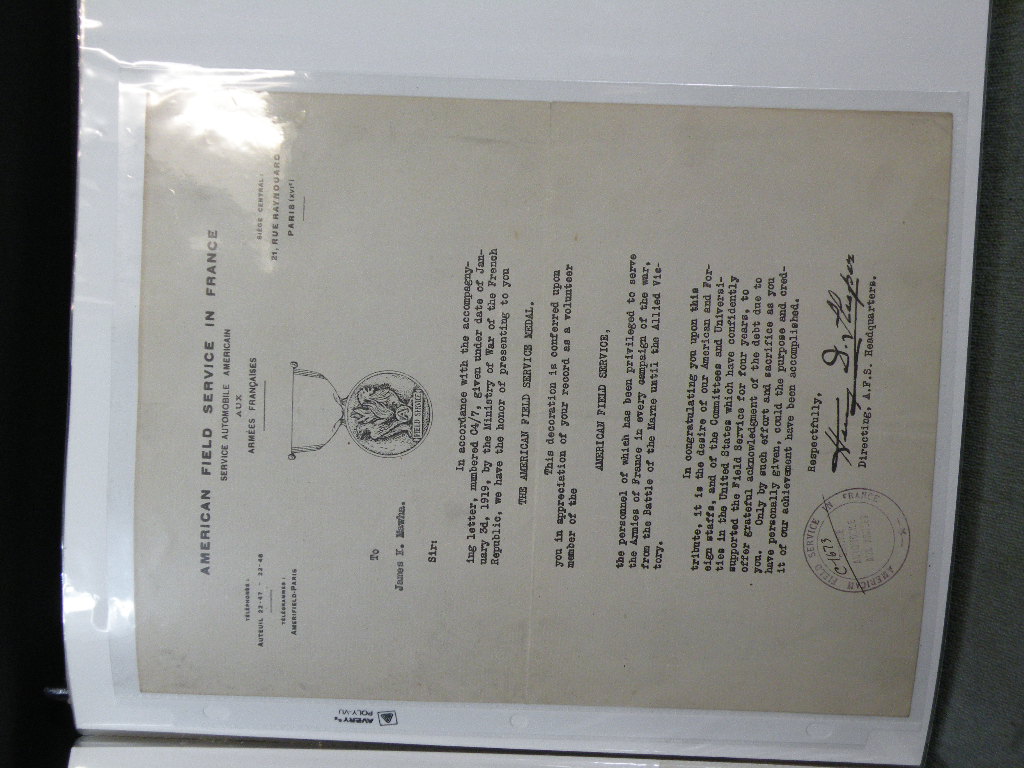 AMERICAN FIELD SERVICE IN FRANCE
SERVICE AUTOMOBILE AMERICAIN
AUX
ARMÉES FRANÇAISES
TÉLÉPHONES:
AUTEUIL 22-47 - 22-48
TÉLÉGRAMMES:
AMERIFIELD-PARIS
SIÈGE CENTRAL:
21, RUE RAYNOUARD
PARIS (XVIe)
FIELD SERVICE
To
James E.
Sir:
In accordance with the accompagny-
ing letter, numbered C4/7, given under date of Jan-
uary 3d, 1919, by the Ministry of War of the French
Republic, we have the honor of presenting to you
THE AMERICAN FIELD SERVICE MEDAL.
This decoration is conferred upon
you in appreciation of your record as a volunteer
member of the
AMERICAN FIELD SERVICE,
the personnel of which has been privileged to serve
the Armies of France in every campaign of the war,
from the Battle of the Marne until the Allied Vic-
tory.
In congratulating you upon this
tribute, it is the desire of our American and For-
eign staffs, and of the Committees and Universi-
ties in the United States which have confidently
supported the Field Service for four years, to
offer grateful acknowledgment of the debt due to
you. Only by such effort and sacrifice as you
have personally given, could the purpose and cred-
it of our achievement have been accomplished.
Respectfully,
Henry D. Sleeper
Directing, A.F.S. Headquarters.
AMERICAN FIELD SERVICE IN FRANCE
C1673
AVERY
POLY-VU